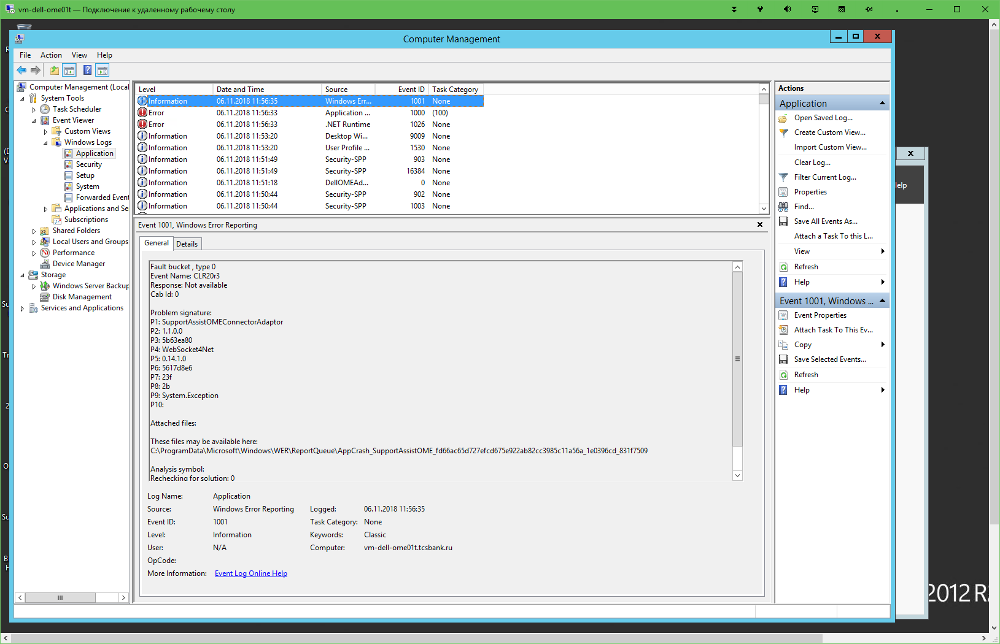 vm-dell-ome01t — Подключение к удаленному рабочему столу
Computer Management
File Action View Help
Computer Management (Local
System Tools
Task Scheduler
Event Viewer
Custom Views
Windows Logs
Application
Security
Setup
System
Forwarded Event
Applications and Se
Subscriptions
Shared Folders
Local Users and Groups
Performance
Device Manager
Storage
Windows Server Backup
Disk Management
Services and Applications
Level Date and Time Source Event ID Task Category
Information 06.11.2018 11:56:35 Windows Err... 1001 None
Error 06.11.2018 11:56:33 Application ... 1000 (100)
Error 06.11.2018 11:56:33 .NET Runtime 1026 None
Information 06.11.2018 11:53:20 Desktop Wi... 9009 None
Information 06.11.2018 11:53:20 User Profile ... 1530 None
Information 06.11.2018 11:51:49 Security-SPP 903 None
Information 06.11.2018 11:51:49 Security-SPP 16384 None
Information 06.11.2018 11:51:18 DellOMEAd... 0 None
Information 06.11.2018 11:50:44 Security-SPP 902 None
Information 06.11.2018 11:50:44 Security-SPP 1003 None
Event 1001, Windows Error Reporting
General Details
Fault bucket , type 0
Event Name: CLR20r3
Response: Not available
Cab Id: 0
Problem signature:
P1: SupportAssistOMEConnectorAdaptor
P2: 1.1.0.0
P3: 5b63ea80
P4: WebSocket4Net
P5: 0.14.1.0
P6: 5617d8e6
P7: 23f
P8: 2b
P9: System.Exception
P10:
Attached files:
These files may be available here:
C:\ProgramData\Microsoft\Windows\WER\ReportQueue\AppCrash_SupportAssistOME_fd66ac65d727efcd675e922ab82cc3985c11a56a_1e0396cd_831f7509
Analysis symbol:
Rechecking for solution: 0
Log Name: Application
Source: Windows Error Reporting Logged: 06.11.2018 11:56:35
Event ID: 1001 Task Category: None
Level: Information Keywords: Classic
User: N/A Computer: vm-dell-ome01t.tcsbank.ru
OpCode:
More Information: Event Log Online Help
Actions
Application
Open Saved Log...
Create Custom View...
Import Custom View...
Clear Log...
Filter Current Log...
Properties
Find...
Save All Events As...
Attach a Task To this L...
View
Refresh
Help
Event 1001, Windows ...
Event Properties
Attach Task To This Ev...
Copy
Save Selected Events...
Refresh
Help
elp
2012 R